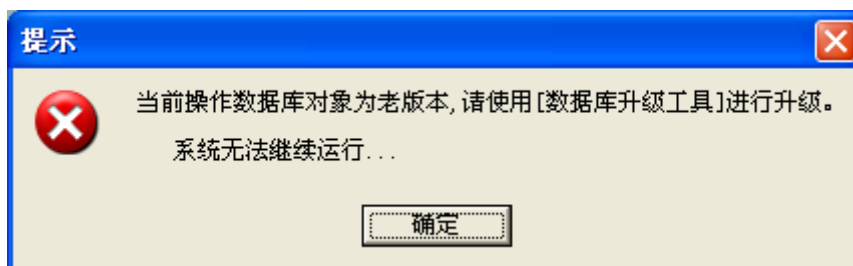 提示
当前操作数据库对象为老版本,请使用[数据库升级工具]进行升级。
系统无法继续运行...
确定